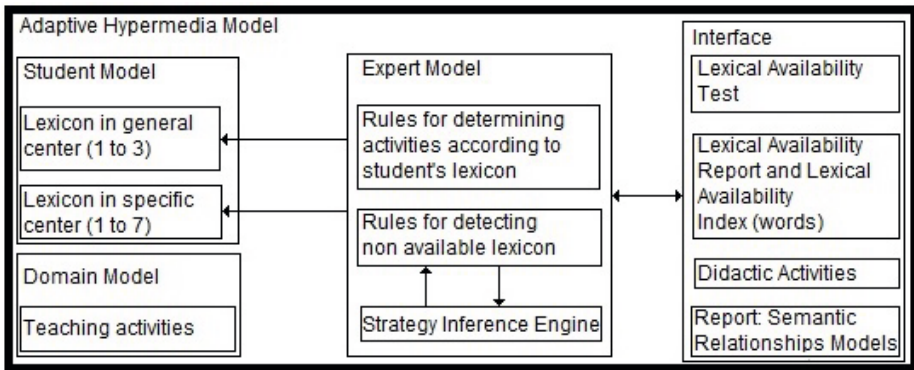 Adaptive Hypermedia Model
Student Model
Lexicon in general
center (1 to 3)
Lexicon in specific
center (1 to 7)
Domain Model
Teaching activities
Expert Model
Rules for determining
activities according to
student's lexicon
Rules for detecting
non available lexicon
Strategy Inference Engine
Interface
Lexical Availability
Test
Lexical Availability
Report and Lexical
Availability
Index (words)
Didactic Activities
Report: Semantic
Relationships Models